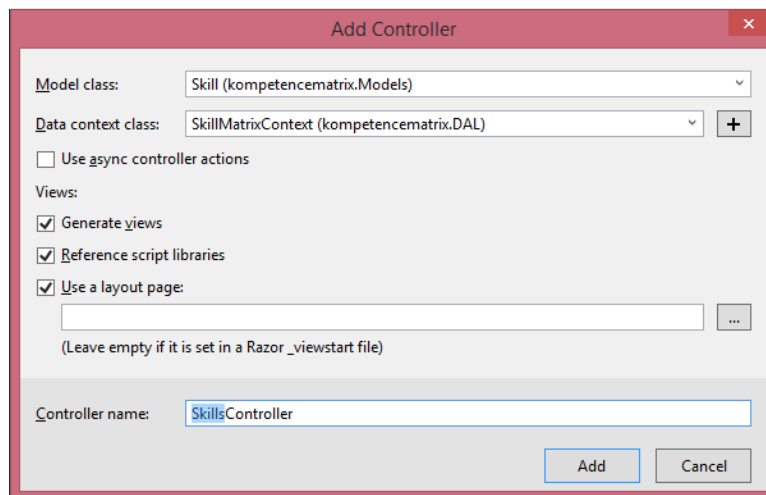 Add Controller
Model class: Skill (kompetencematrix.Models)
Data context class: SkillMatrixContext (kompetencematrix.DAL) +
Use async controller actions
Views:
Generate views
Reference script libraries
Use a layout page:
...
(Leave empty if it is set in a Razor _viewstart file)
Controller name: SkillsController
Add Cancel